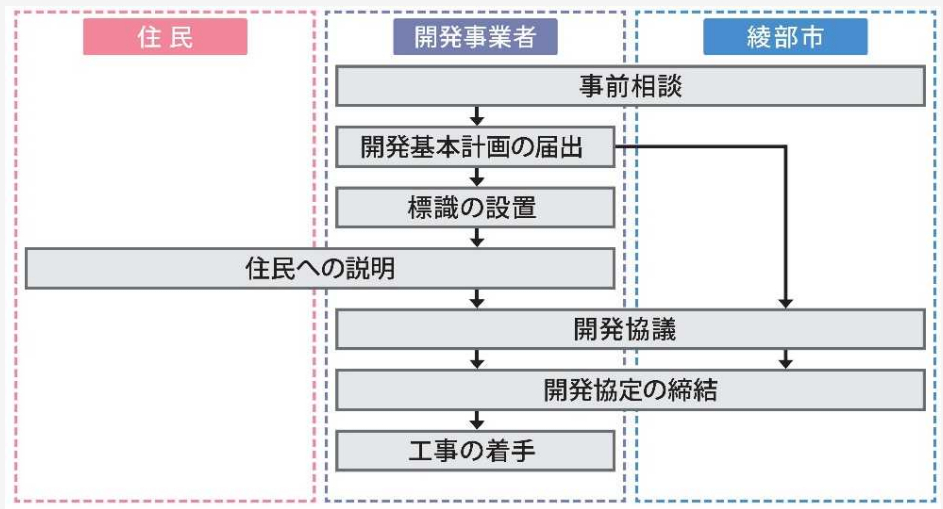 住民
開発事業者
綾部市
事前相談
開発基本計画の届出
標識の設置
住民への説明
開発協議
開発協定の締結
工事の着手